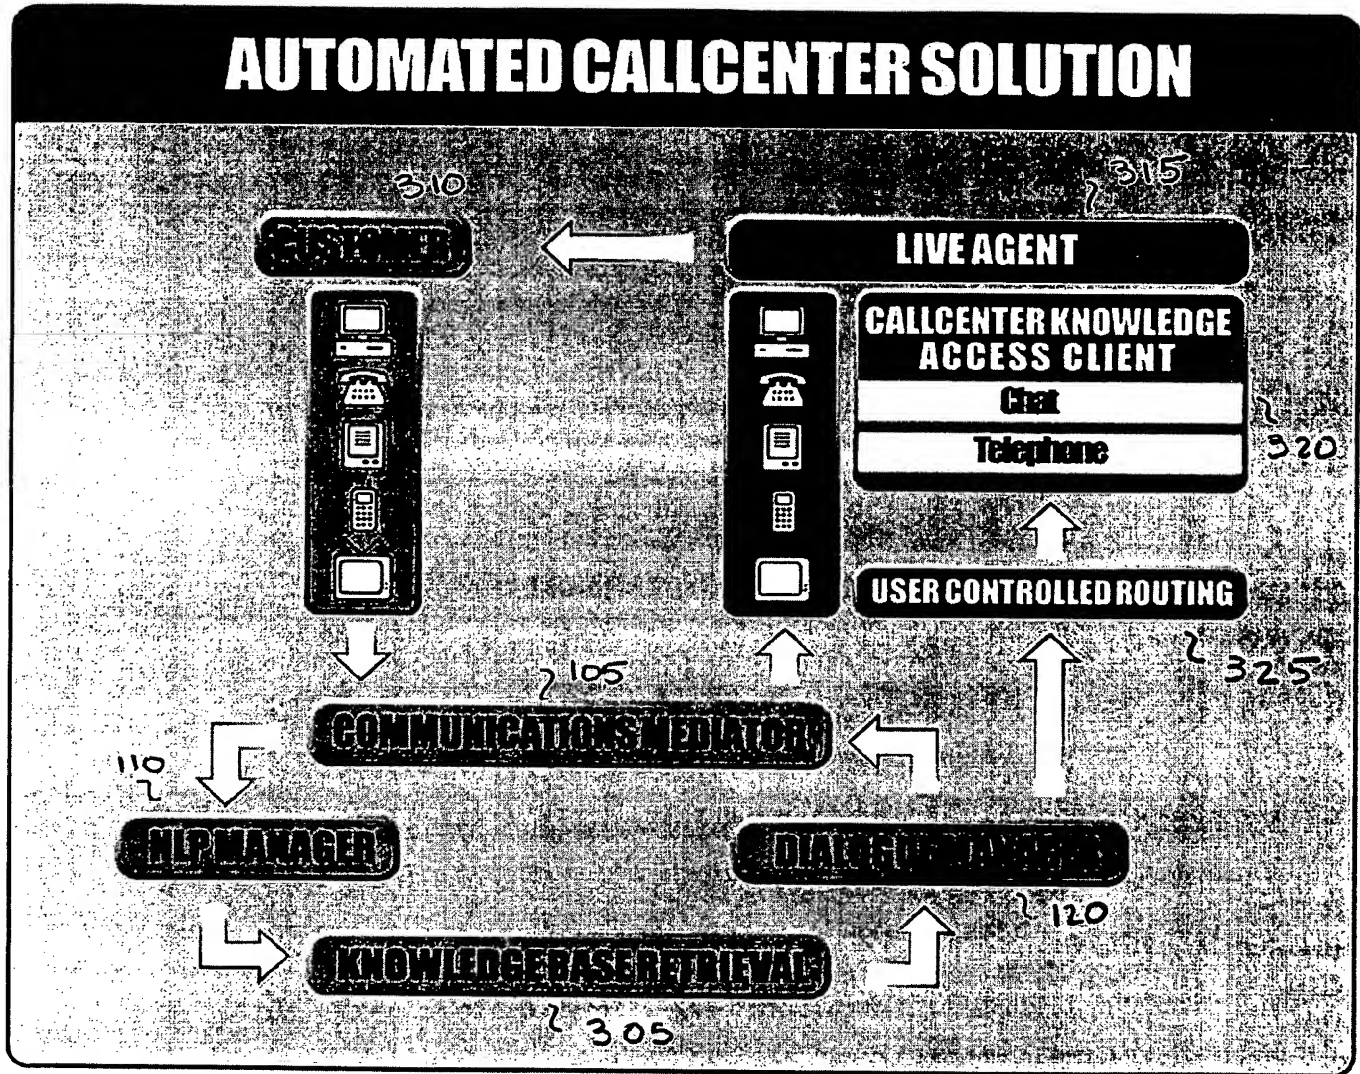 AUTOMATED CALLCENTER SOLUTION
310
315
CUSTOMER
LIVE AGENT
CALLCENTER KNOWLEDGE
ACCESS CLIENT
Chat
320
Telephone
USER CONTROLLED ROUTING
325
105
COMMUNICATIONS MEDIATOR
110
NLP MANAGER
DIALOGUE MANAGER
120
KNOWLEDGE BASE RETRIEVAL
305